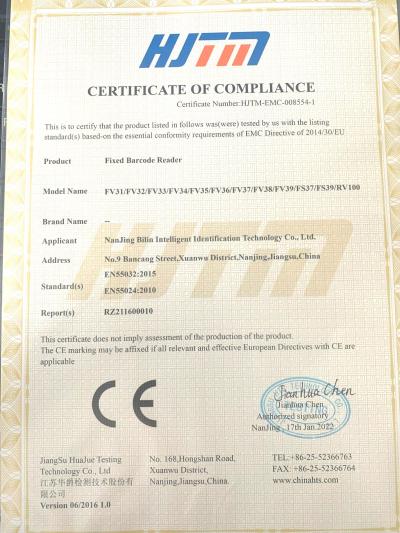 HJTM
CERTIFICATE OF COMPLIANCE
Certificate Number:HJTM-EMC-008554-1
This is to certify that the product listed in follows was(were) tested by us with the listing
standard(s) based-on the essential conformity requirements of EMC Directive of 2014/30/EU
Product Fixed Barcode Reader
Model Name FV31/FV32/FV33/FV34/FV35/FV36/FV37/FV38/FV39/FS37/FS39/RV100
Brand Name --
Applicant NanJing Bilin Intelligent Identification Technology Co., Ltd.
Address No.9 Bancang Street,Xuanwu District,Nanjing,Jiangsu,China
EN55032:2015
Standard(s) EN55024:2010
Report(s) RZ211600010
This certificate does not imply assessment of the production of the product.
The CE marking may be affixed if all relevant and effective European Directives with CE are
applicable
CE
Jianhua Chen
Jianhua Chen
Authorized signatory
NanJing , 17th Jan.2022
JiangSu HuaJue Testing
Technology Co., Ltd
江苏华爵检测技术股份有
限公司
Version 06/2016 1.0
No. 168,Hongshan Road,
Xuanwu District,
Nanjing,Jiangsu,China.
TEL:+86-25-52366763
FAX: +86-25-52366764
www.chinahts.com